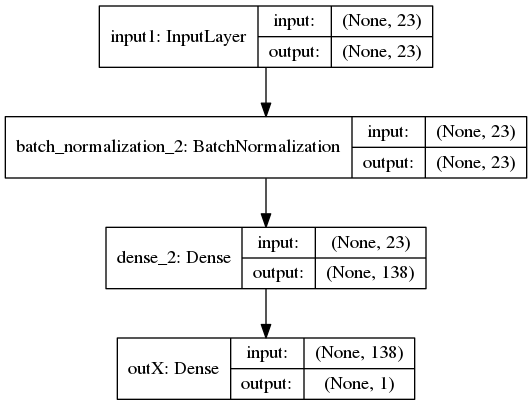 input1: InputLayer
input: (None, 23)
output: (None, 23)
batch_normalization_2: BatchNormalization
input: (None, 23)
output: (None, 23)
dense_2: Dense
input: (None, 23)
output: (None, 138)
outX: Dense
input: (None, 138)
output: (None, 1)